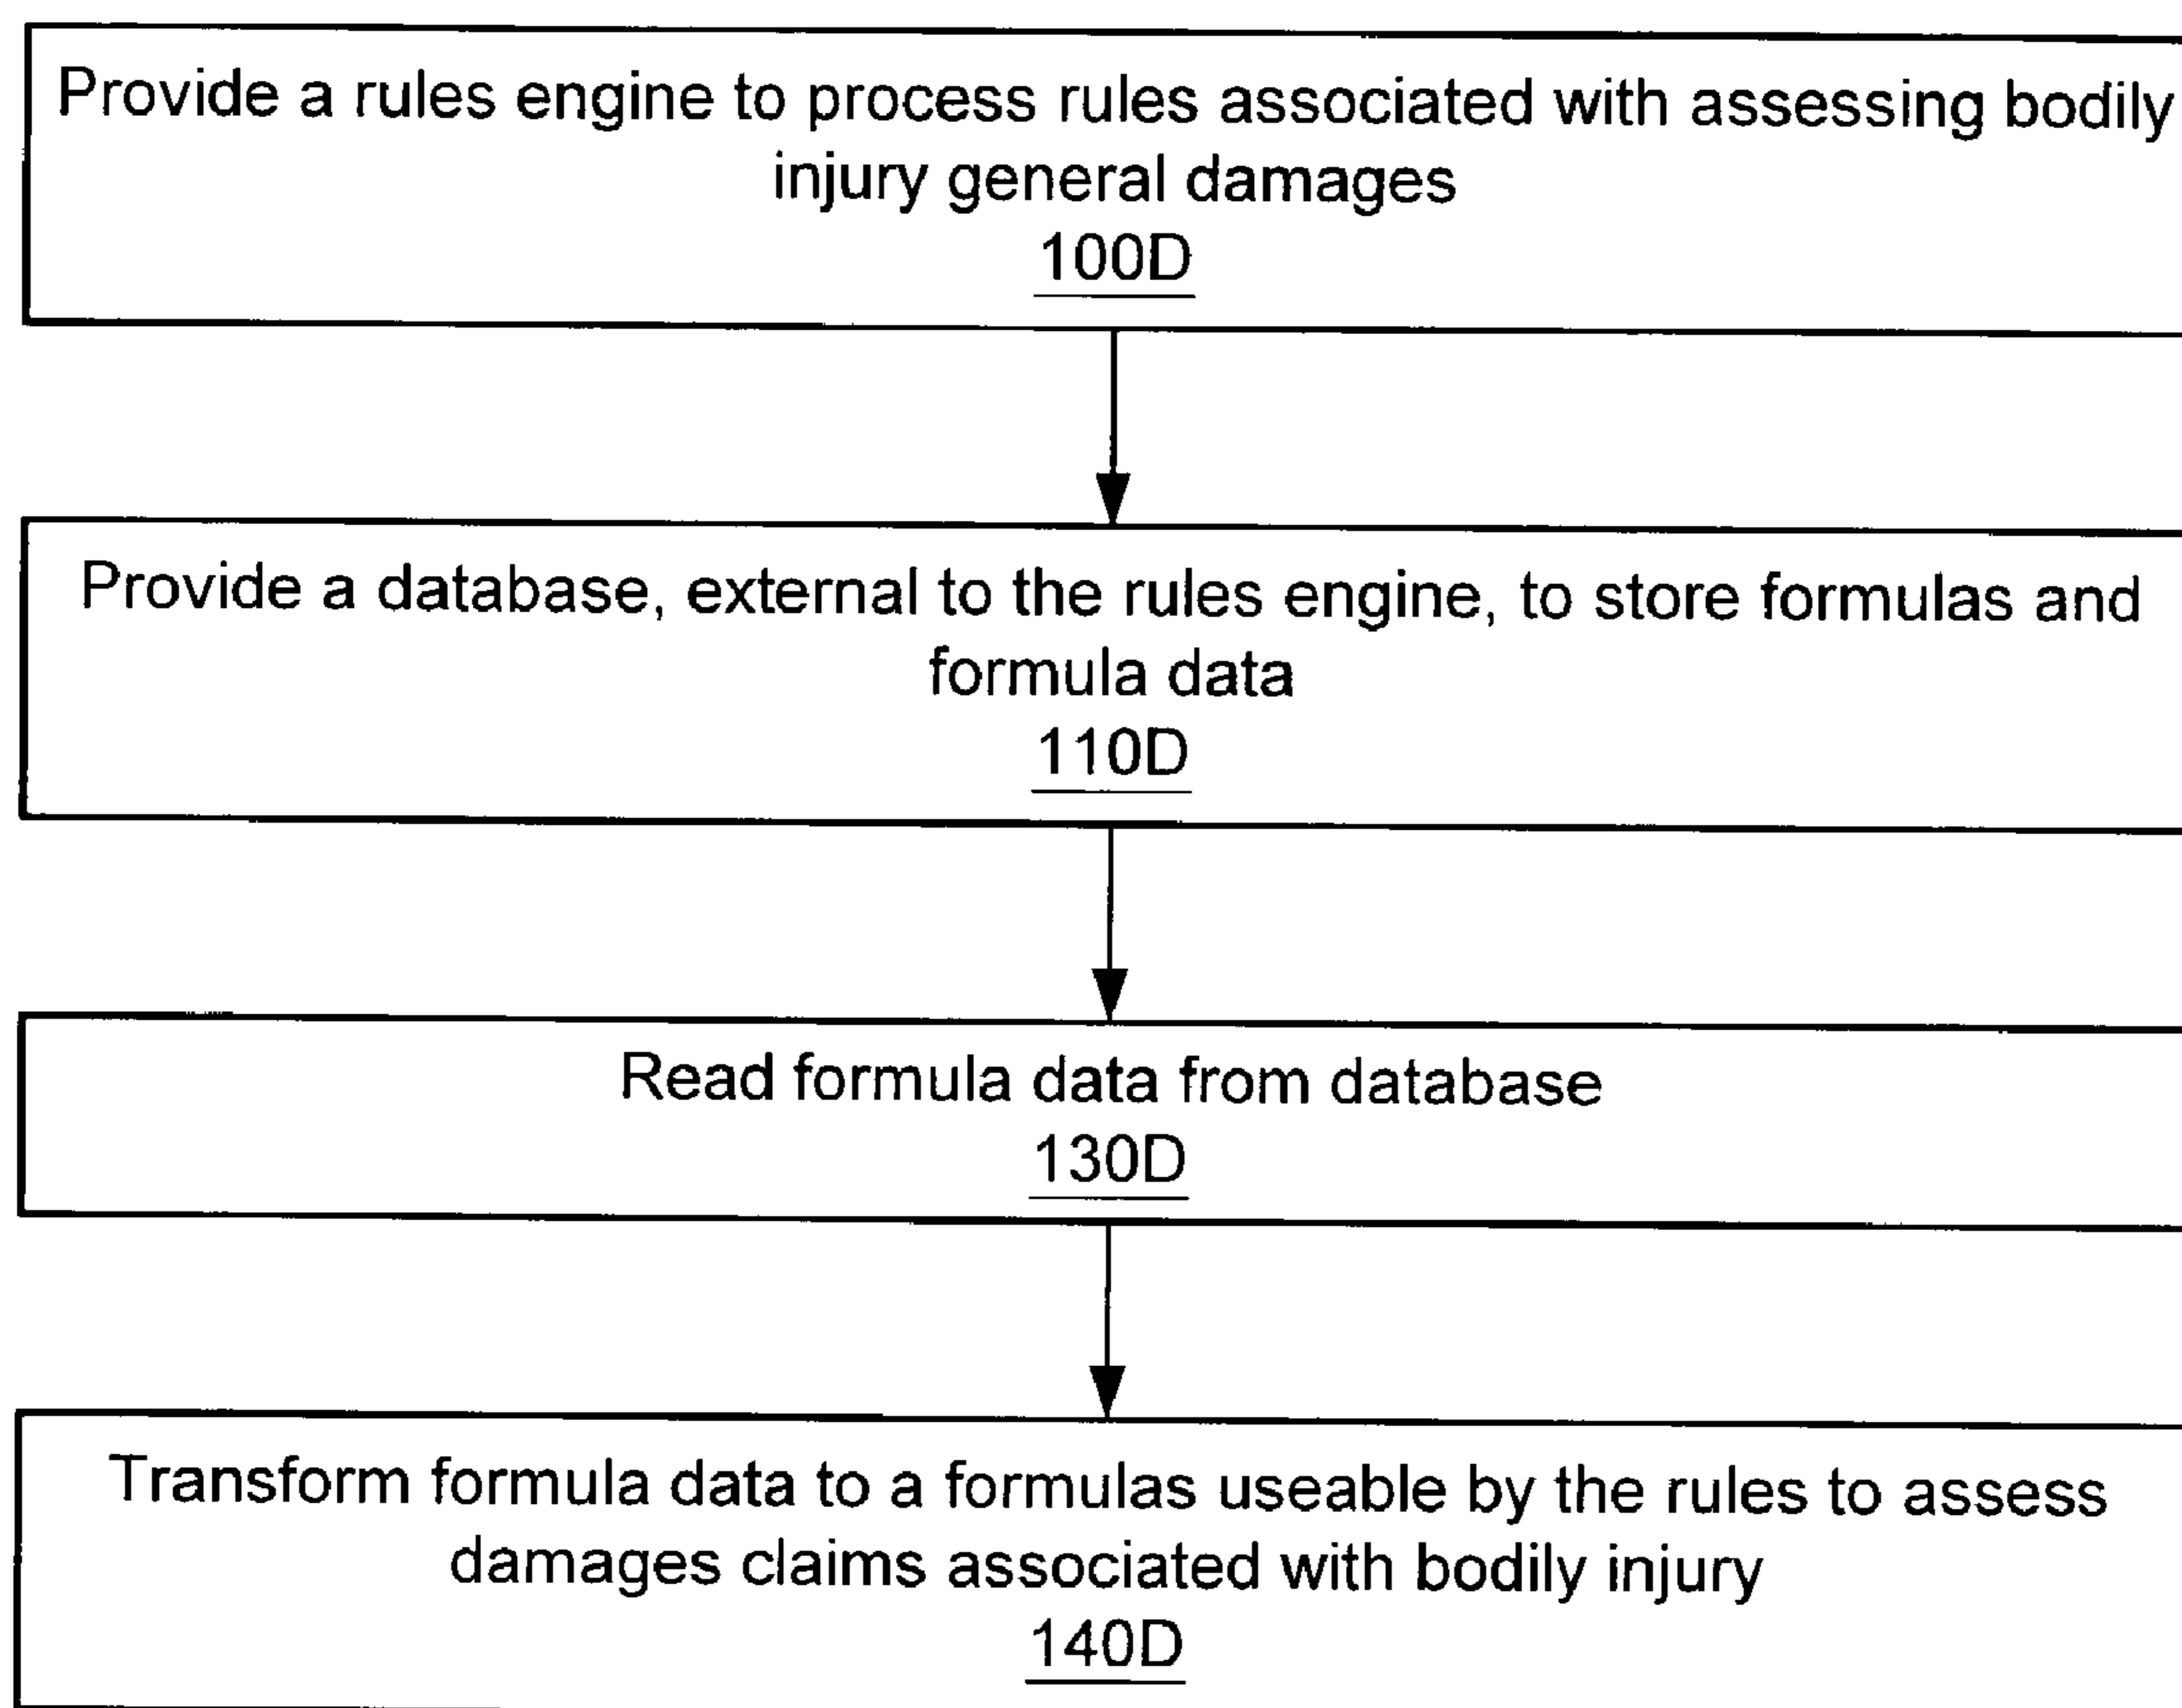 Provide a rules engine to process rules associated with assessing bodily
injury general damages
100D
Provide a database, external to the rules engine, to store formulas and
formula data
110D
Read formula data from database
130D
Transform formula data to a formulas useable by the rules to assess
damages claims associated with bodily injury
140D